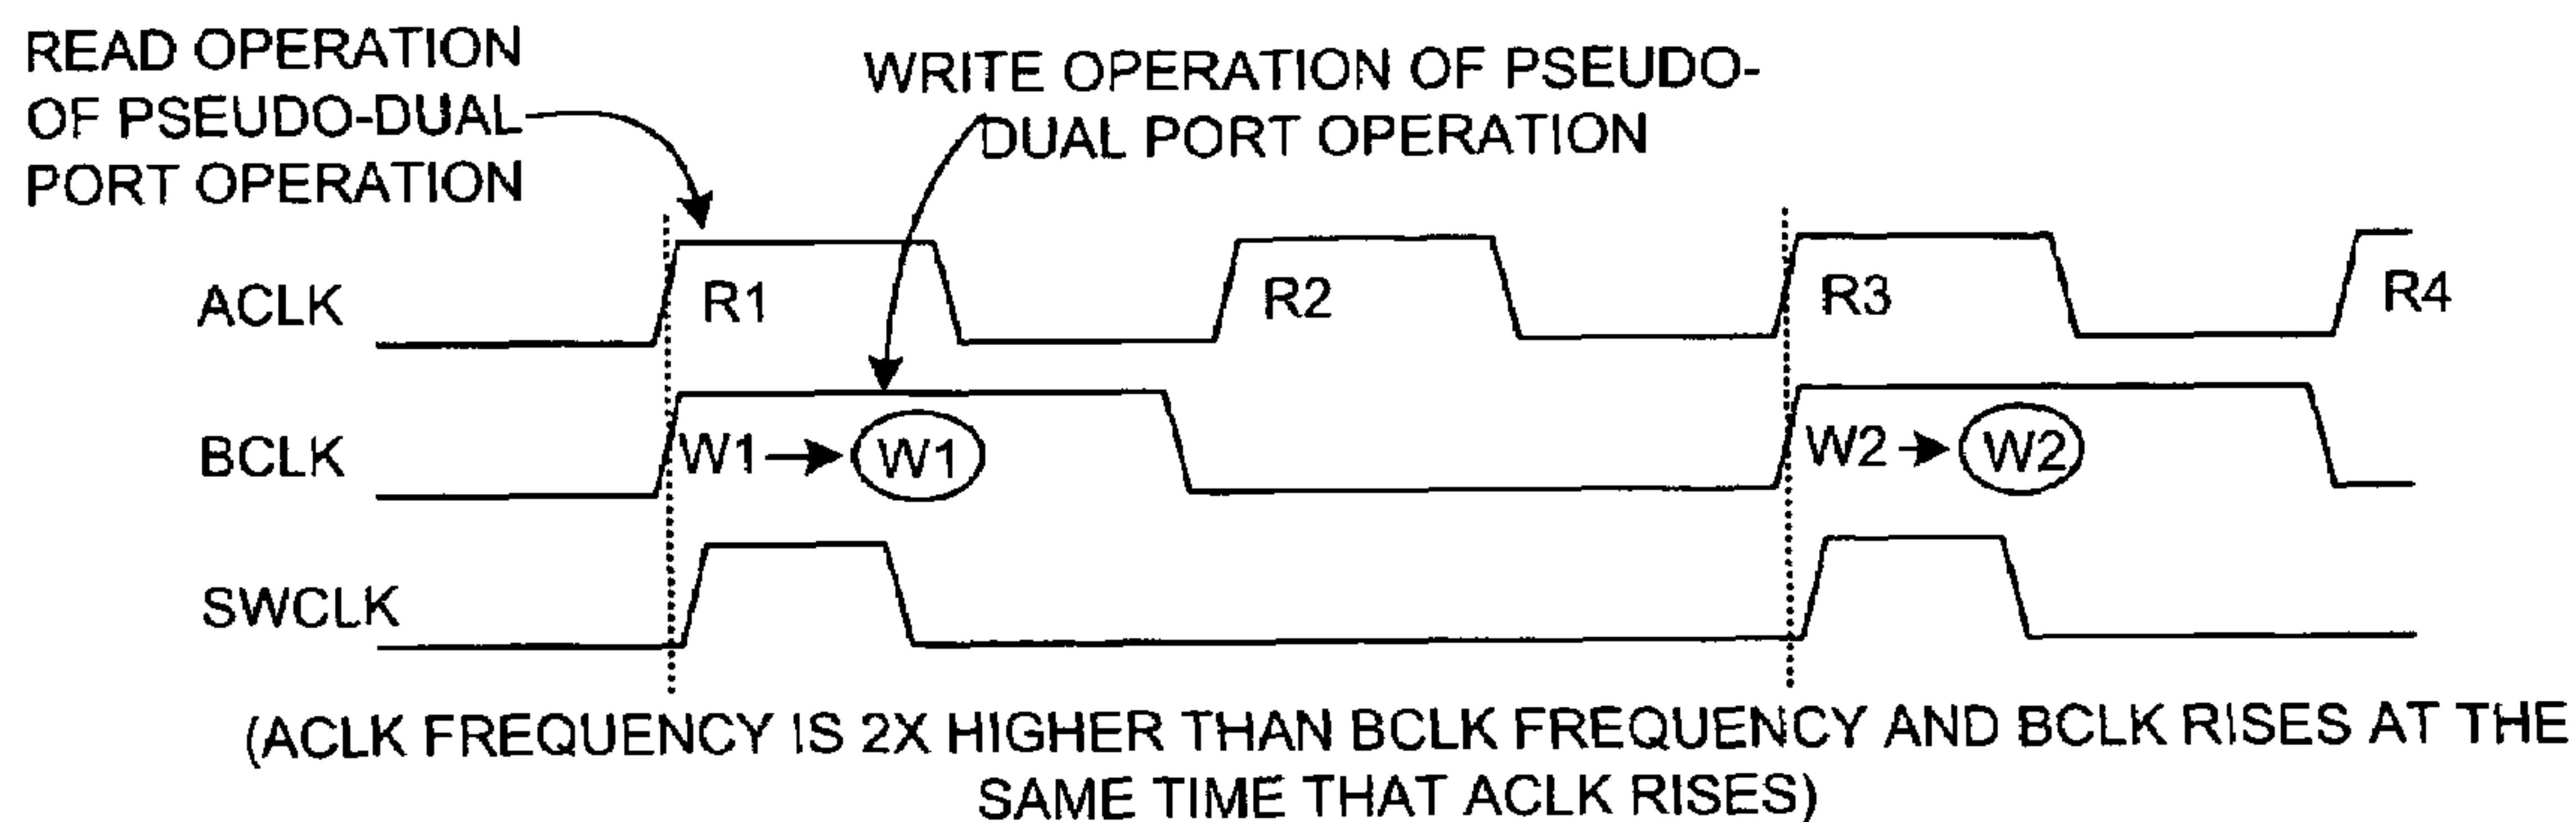 READ OPERATION
OF PSEUDO-DUAL
PORT OPERATION
WRITE OPERATION OF PSEUDO-
DUAL PORT OPERATION
ACLK
R1
R2
R3
R4
BCLK
W1
W1
W2
W2
SWCLK
(ACLK FREQUENCY IS 2X HIGHER THAN BCLK FREQUENCY AND BCLK RISES AT THE
SAME TIME THAT ACLK RISES)